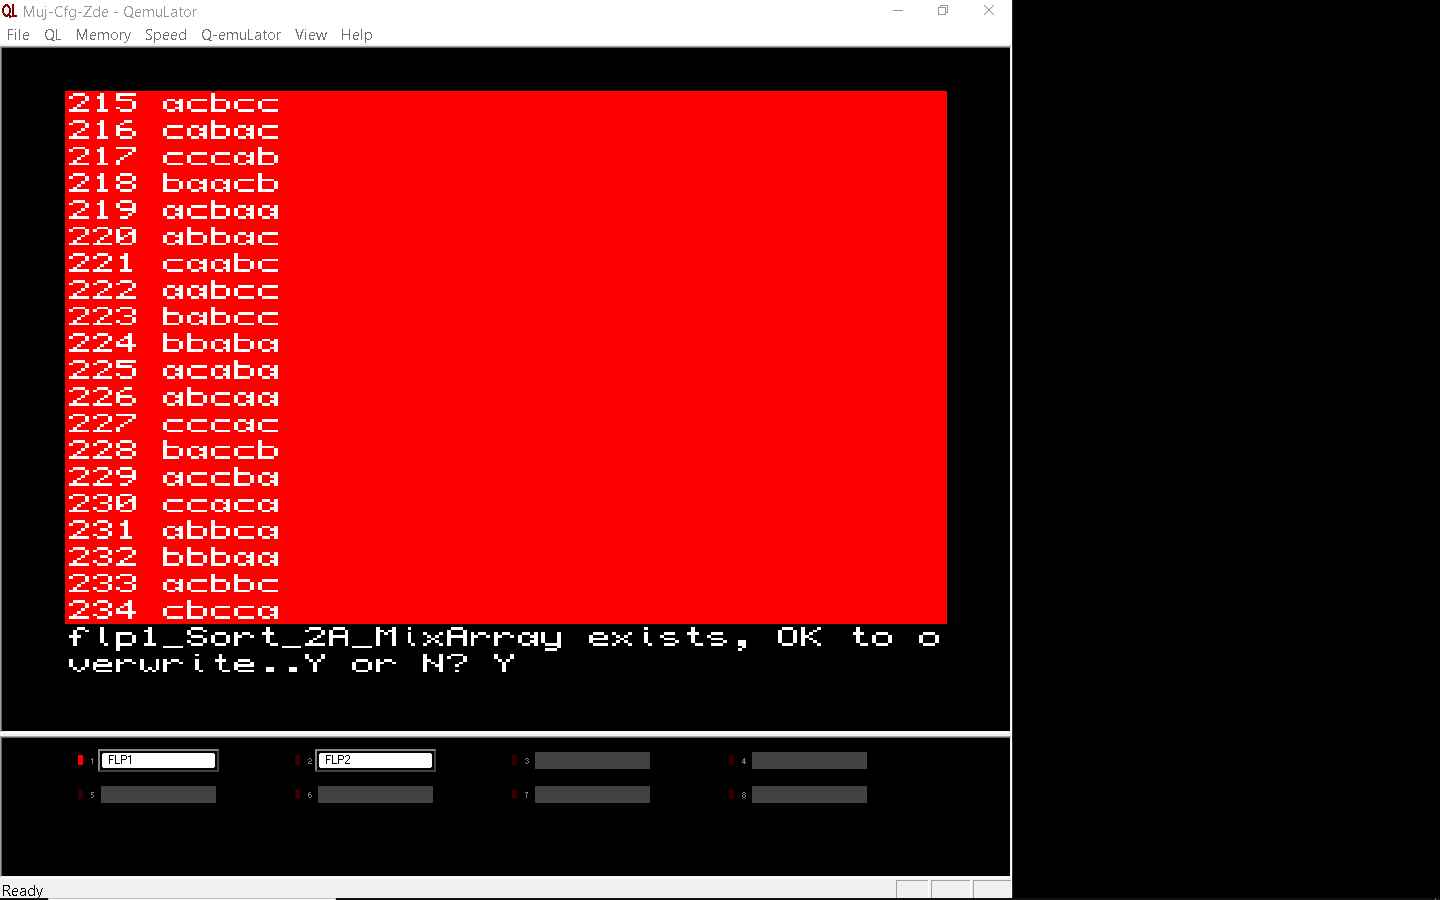 QL Muj-Cfg-Zde - QemuLator
File QL Memory Speed Q-emuLator View Help
215 acbcc
216 cabac
217 cccab
218 baacb
219 acbaa
220 abbac
221 caabc
222 aabcc
223 babcc
224 bbaba
225 acaba
226 abcaa
227 cccac
228 baccb
229 accba
230 ccaca
231 abbca
232 bbbaa
233 acbbc
234 cbcca
flp1_Sort_2A_MixArray exists, OK to o
verwrite..Y or N? Y
1 FLP1 2 FLP2 3 4
5 6 7 8
Ready